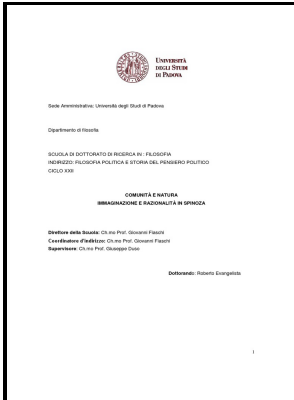 UNIVERSITÀ
DEGLI STUDI
DI PADOVA
Sede Amministrativa: Università degli Studi di Padova
Dipartimento di filosofia
SCUOLA DI DOTTORATO DI RICERCA IN : FILOSOFIA
INDIRIZZO: FILOSOFIA POLITICA E STORIA DEL PENSIERO POLITICO
CICLO XXII
COMUNITÀ E NATURA
IMMAGINAZIONE E RAZIONALITÀ IN SPINOZA
Direttore della Scuola: Ch.mo Prof. Giovanni Fiaschi
Coordinatore d'indirizzo: Ch.mo Prof. Giovanni Fiaschi
Supervisore: Ch.mo Prof. Giuseppe Duso
Dottorando: Roberto Evangelista